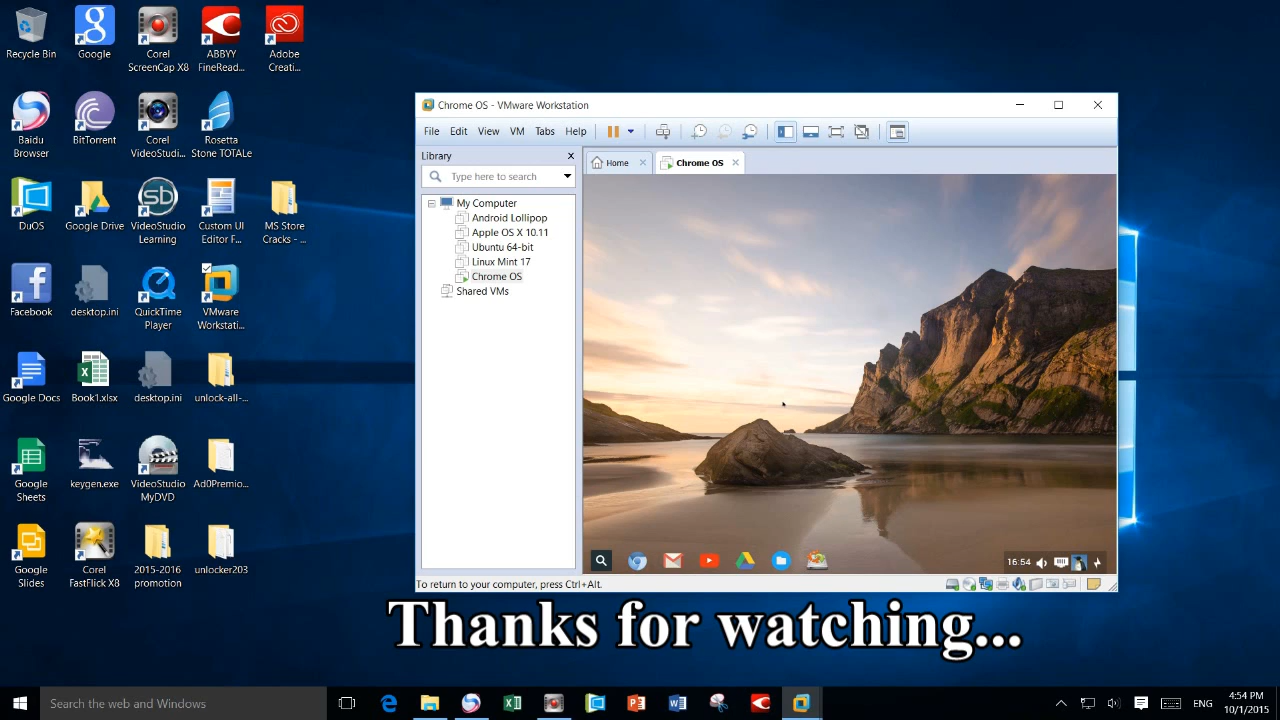 Recycle Bin
Google
Corel
ScreenCap X8
ABBYY
FineRead...
Adobe
Creati...
Baidu
Browser
BitTorrent
Corel
VideoStudi...
Rosetta
Stone TOTALe
DuOS
Google Drive
VideoStudio
Learning
Custom UI
Editor F...
MS Store
Cracks - ...
Facebook
desktop.ini
QuickTime
Player
VMware
Workstati...
Google Docs
Book1.xlsx
desktop.ini
unlock-all-...
Google
Sheets
keygen.exe
VideoStudio
MyDVD
Ad0Premio...
Google
Slides
Corel
FastFlick X8
2015-2016
promotion
unlocker203
Chrome OS - VMware Workstation
File Edit View VM Tabs Help
Library
Type here to search
My Computer
Android Lollipop
Apple OS X 10.11
Ubuntu 64-bit
Linux Mint 17
Chrome OS
Shared VMs
Home
Chrome OS
16:54
To return to your computer, press Ctrl+Alt.
Thanks for watching...
Search the web and Windows
ENG
4:54 PM
10/1/2015